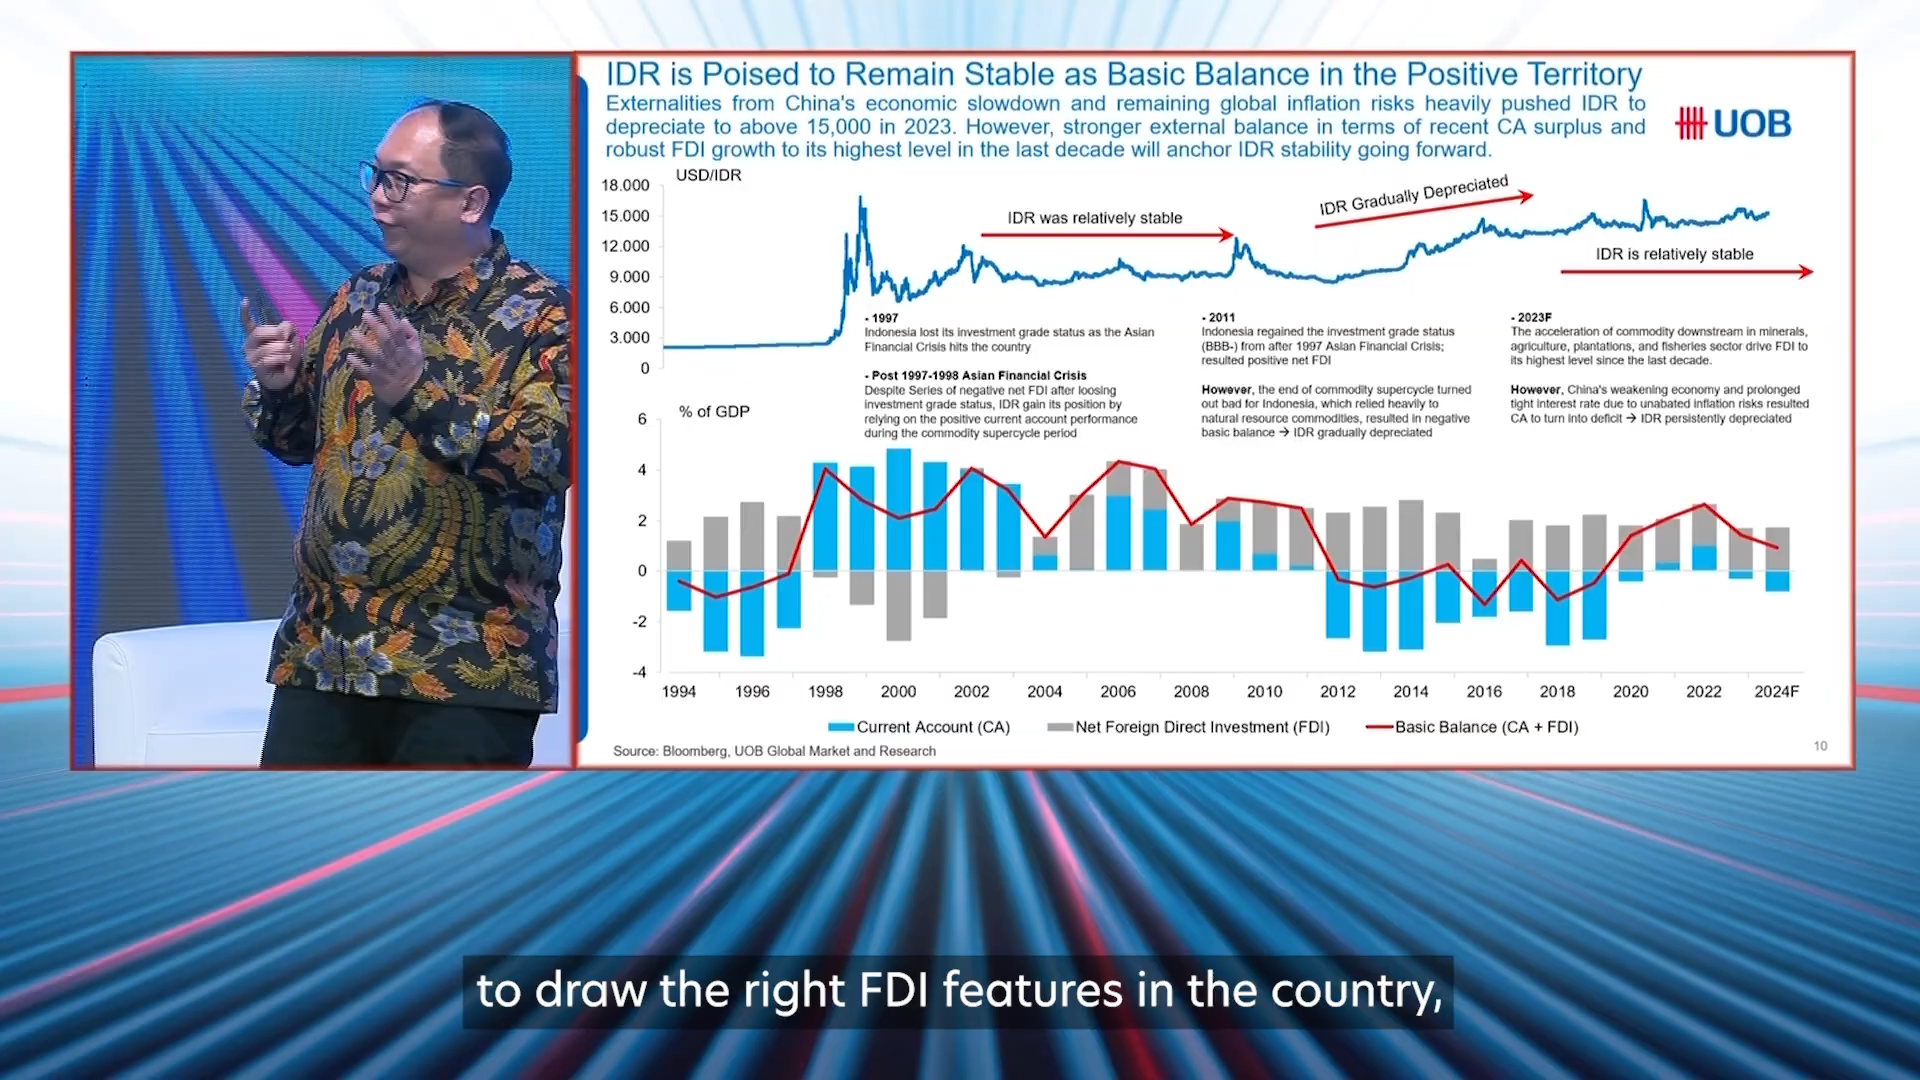 IDR is Poised to Remain Stable as Basic Balance in the Positive Territory
Externalities from China's economic slowdown and remaining global inflation risks heavily pushed IDR to
depreciate to above 15,000 in 2023. However, stronger external balance in terms of recent CA surplus and
robust FDI growth to its highest level in the last decade will anchor IDR stability going forward.
UOB
USD/IDR
18.000
15.000
12.000
9.000
6.000
3.000
0
IDR was relatively stable
IDR Gradually Depreciated
IDR is relatively stable
- 1997
Indonesia lost its investment grade status as the Asian
Financial Crisis hits the country
- Post 1997-1998 Asian Financial Crisis
Despite Series of negative net FDI after loosing
investment grade status, IDR gain its position by
relying on the positive current account performance
during the commodity supercycle period
- 2011
Indonesia regained the investment grade status
(BBB-) from after 1997 Asian Financial Crisis;
resulted positive net FDI
However, the end of commodity supercycle turned
out bad for Indonesia, which relied heavily to
natural resource commodities, resulted in negative
basic balance → IDR gradually depreciated
- 2023F
The acceleration of commodity downstream in minerals,
agriculture, plantations, and fisheries sector drive FDI to
its highest level since the last decade.
However, China's weakening economy and prolonged
tight interest rate due to unabated inflation risks resulted
CA to turn into deficit → IDR persistently depreciated
% of GDP
6
4
2
0
-2
-4
1994 1996 1998 2000 2002 2004 2006 2008 2010 2012 2014 2016 2018 2020 2022 2024F
Current Account (CA) Net Foreign Direct Investment (FDI) Basic Balance (CA + FDI)
Source: Bloomberg, UOB Global Market and Research
10
to draw the right FDI features in the country,